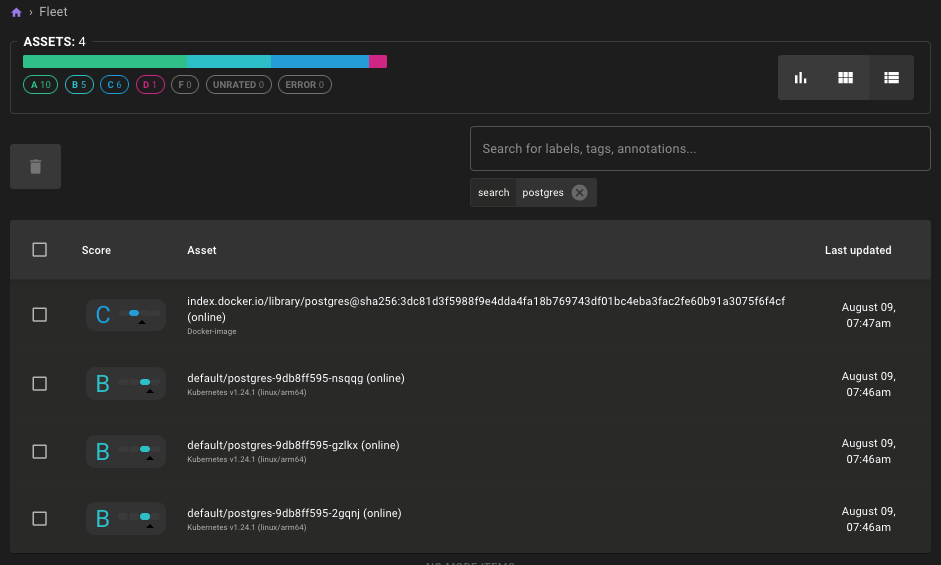 › Fleet
ASSETS: 4
A 10 B 5 C 6 D 1 F 0 UNRATED 0 ERROR 0
Search for labels, tags, annotations...
search postgres
Score Asset Last updated
C
index.docker.io/library/postgres@sha256:3dc81d3f5988f9e4dda4fa18b769743df01bc4eba3fac2fe60b91a3075f6f4cf
(online)
Docker-image
August 09,
07:47am
B
default/postgres-9db8ff595-nsqqg (online)
Kubernetes v1.24.1 (linux/arm64)
August 09,
07:46am
B
default/postgres-9db8ff595-gzlkx (online)
Kubernetes v1.24.1 (linux/arm64)
August 09,
07:46am
B
default/postgres-9db8ff595-2gqnj (online)
Kubernetes v1.24.1 (linux/arm64)
August 09,
07:46am
NO MORE ITEMS